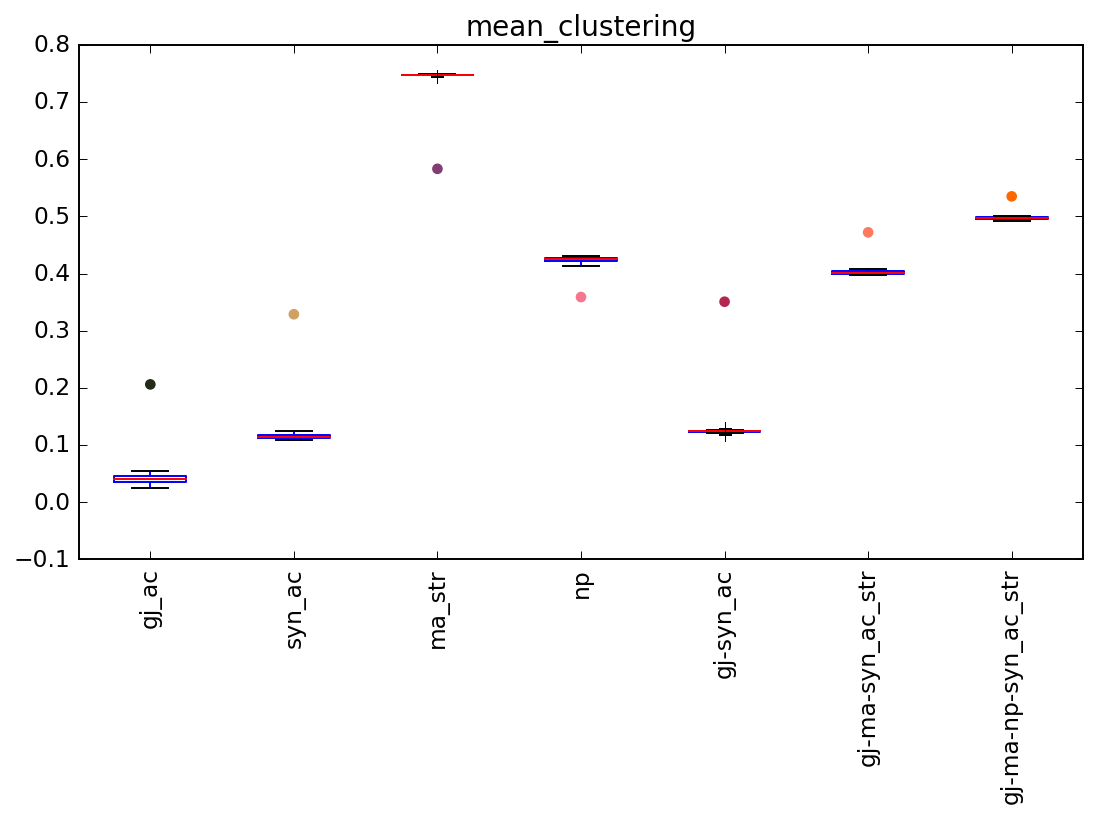 mean_clustering
0.8
0.7
0.6
0.5
0.4
0.3
0.2
0.1
0.0
−0.1
gj_ac
syn_ac
ma_str
np
gj-syn_ac
gj-ma-syn_ac_str
gj-ma-np-syn_ac_str